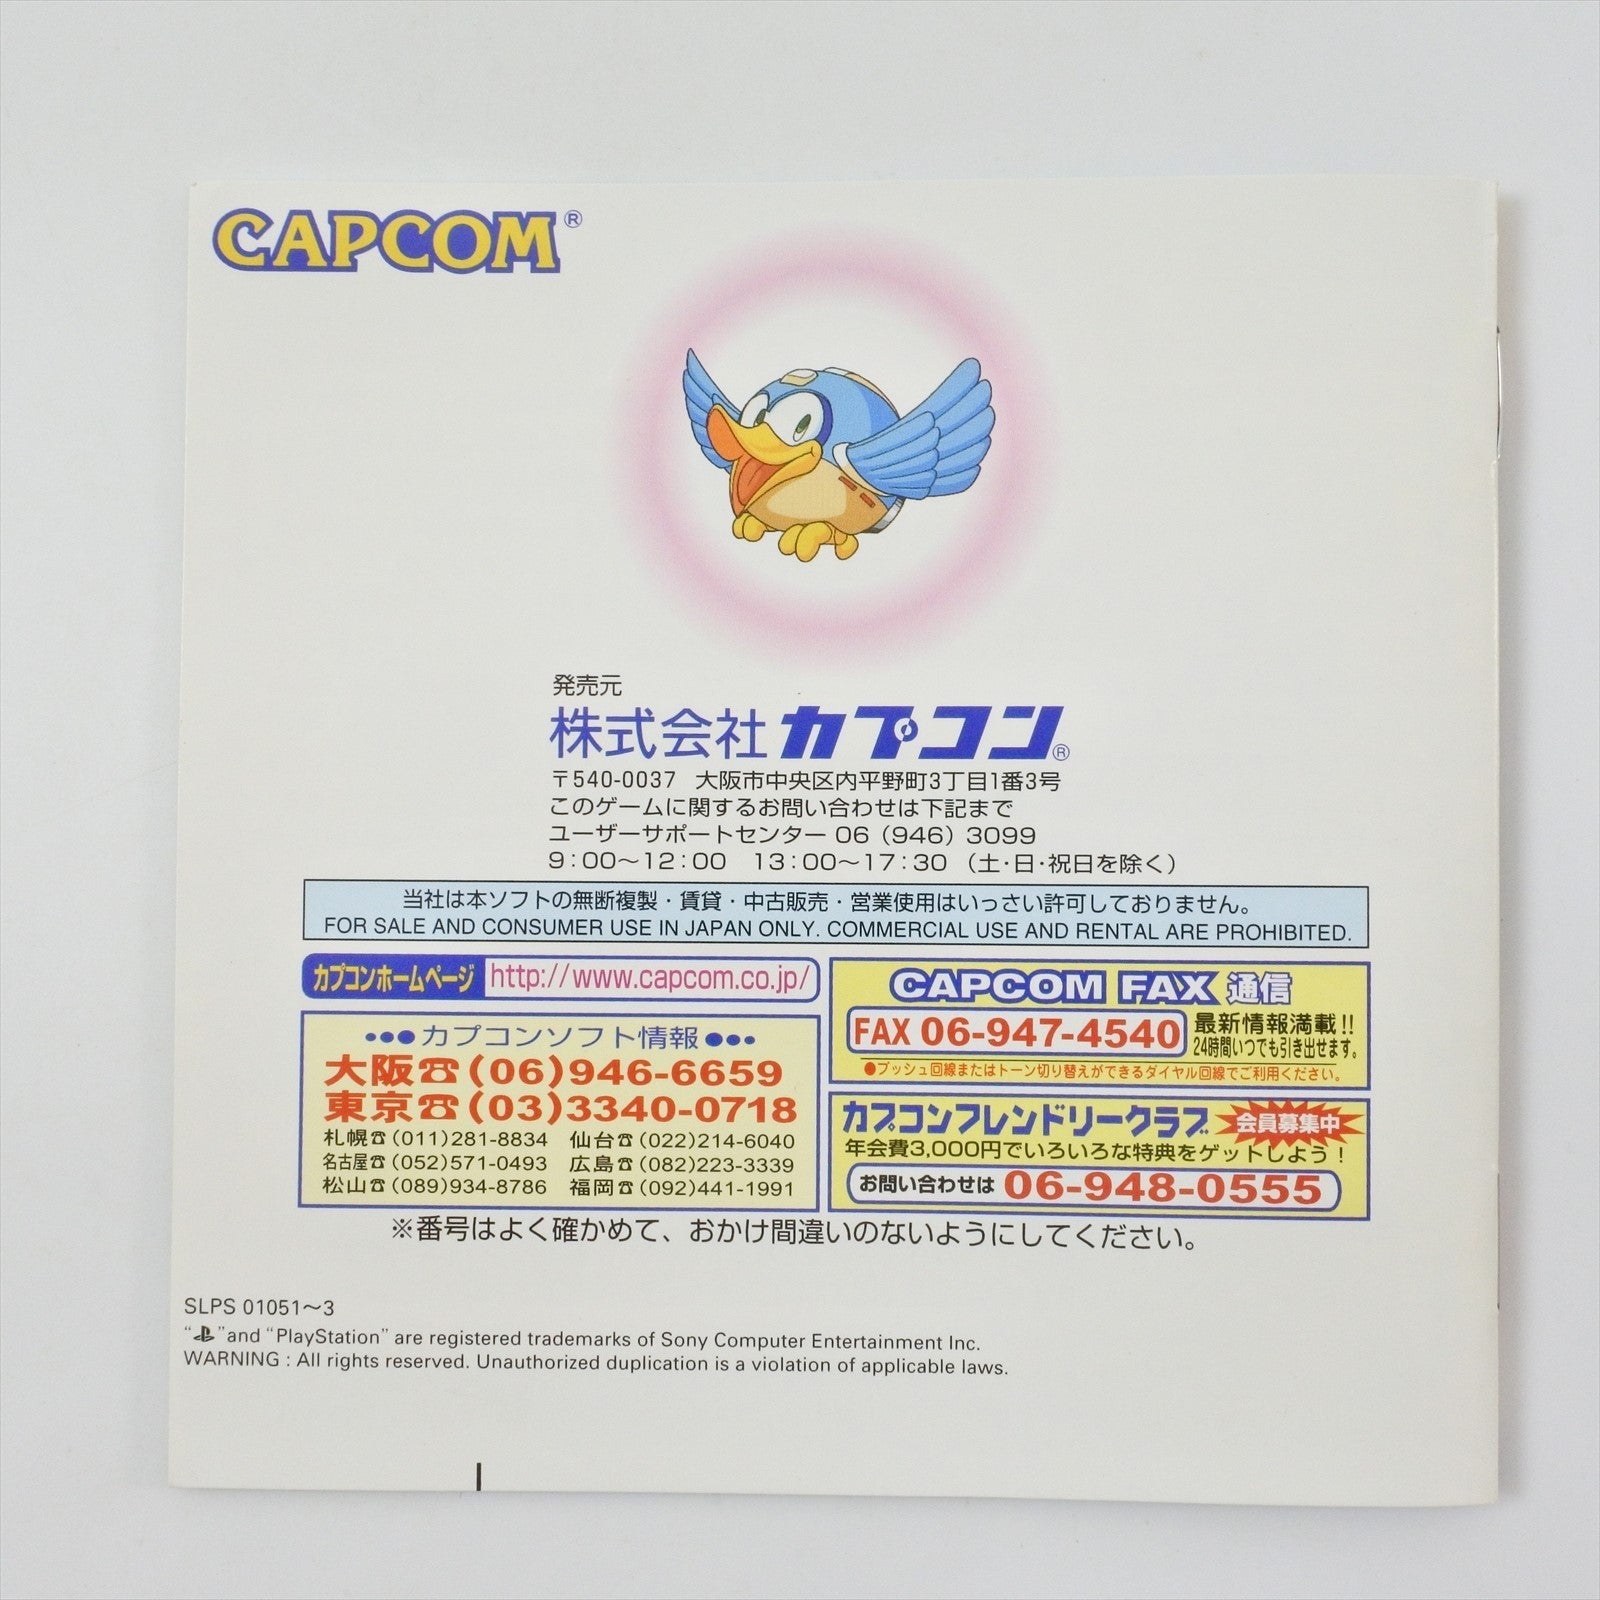 CAPCOM®
発売元
株式会社カプコン®
〒540-0037 大阪市中央区内平野町3丁目1番3号
このゲームに関するお問い合わせは下記まで
ユーザーサポートセンター 06（946）3099
9：00～12：00 13：00～17：30（土・日・祝日を除く）
当社は本ソフトの無断複製・賃貸・中古販売・営業使用はいっさい許可しておりません。
FOR SALE AND CONSUMER USE IN JAPAN ONLY. COMMERCIAL USE AND RENTAL ARE PROHIBITED.
カプコンホームページ http://www.capcom.co.jp/
●●●カプコンソフト情報●●●
大阪☎(06)946-6659
東京☎(03)3340-0718
札幌☎(011)281-8834 仙台☎(022)214-6040
名古屋☎(052)571-0493 広島☎(082)223-3339
松山☎(089)934-8786 福岡☎(092)441-1991
CAPCOM FAX 通信
FAX 06-947-4540
最新情報満載!!
24時間いつでも引き出せます。
●プッシュ回線またはトーン切り替えができるダイヤル回線でご利用ください。
カプコンフレンドリークラブ 会員募集中
年会費3,000円でいろいろな特典をゲットしよう！
お問い合わせは 06-948-0555
※番号はよく確かめて、おかけ間違いのないようにしてください。
SLPS 01051～3
“ ” and “PlayStation” are registered trademarks of Sony Computer Entertainment Inc.
WARNING : All rights reserved. Unauthorized duplication is a violation of applicable laws.